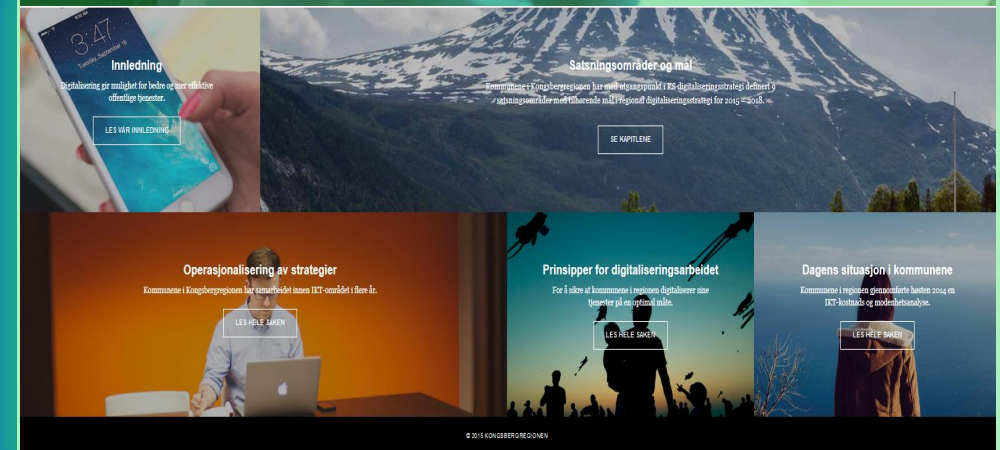 3:47
Tuesday, September 15
Innledning
Digitalisering gir mulighet for bedre og mer effektive
offentlige tjenester.
LES VÅR INNLEDNING
Satsningsområder og mål
Kommunene i Kongsbergregionen har med utgangspunkt i KS digitaliseringsstrategi definert 9
satsningsområder med tilhørende mål i regional digitaliseringsstrategi for 2015 – 2018.
SE KAPITLENE
Operasjonalisering av strategier
Kommunene i Kongsbergregionen har samarbeidet innen IKT-området i flere år.
LES HELE SAKEN
Prinsipper for digitaliseringsarbeidet
For å sikre at kommunene i regionen digitaliserer sine
tjenester på en optimal måte.
LES HELE SAKEN
Dagens situasjon i kommunene
Kommunene i regionen gjennomførte høsten 2014 en
IKT-kostnads og modenhetsanalyse.
LES HELE SAKEN
© 2015 KONGSBERGREGIONEN